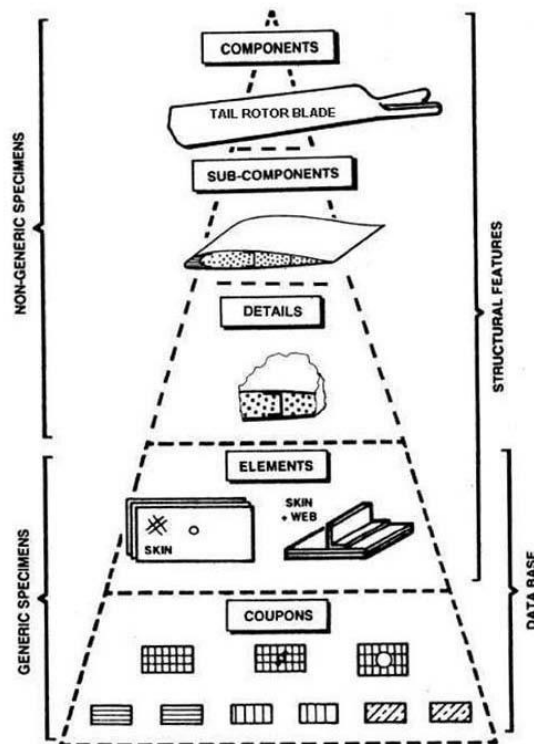 COMPONENTS
TAIL ROTOR BLADE
SUB-COMPONENTS
NON-GENERIC SPECIMENS
STRUCTURAL FEATURES
DETAILS
ELEMENTS
SKIN
SKIN
+ WEB
GENERIC SPECIMENS
DATA BASE
COUPONS